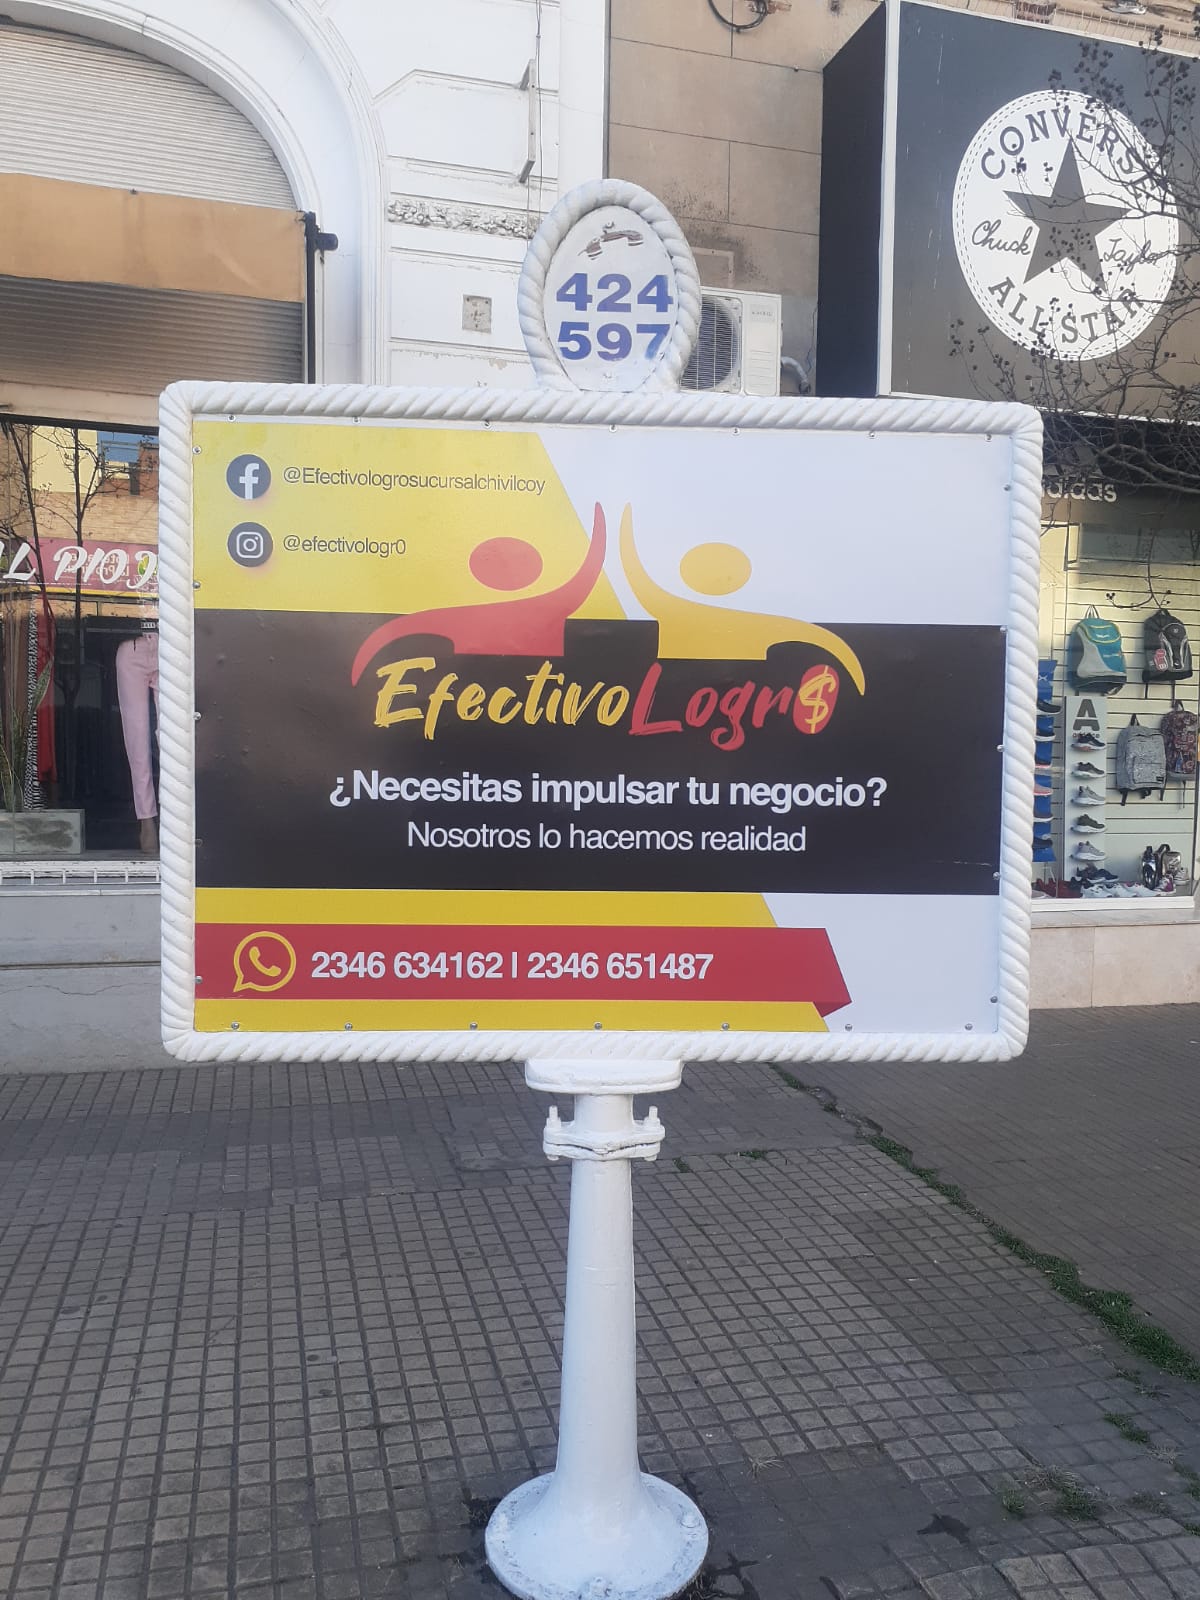 424
597
CONVERSE
Chuck Taylor
ALL STAR
adidas
@Efectivologrosucursalchivilcoy
@efectivologr0
EfectivoLogr$
¿Necesitas impulsar tu negocio?
Nosotros lo hacemos realidad
2346 634162 | 2346 651487
A